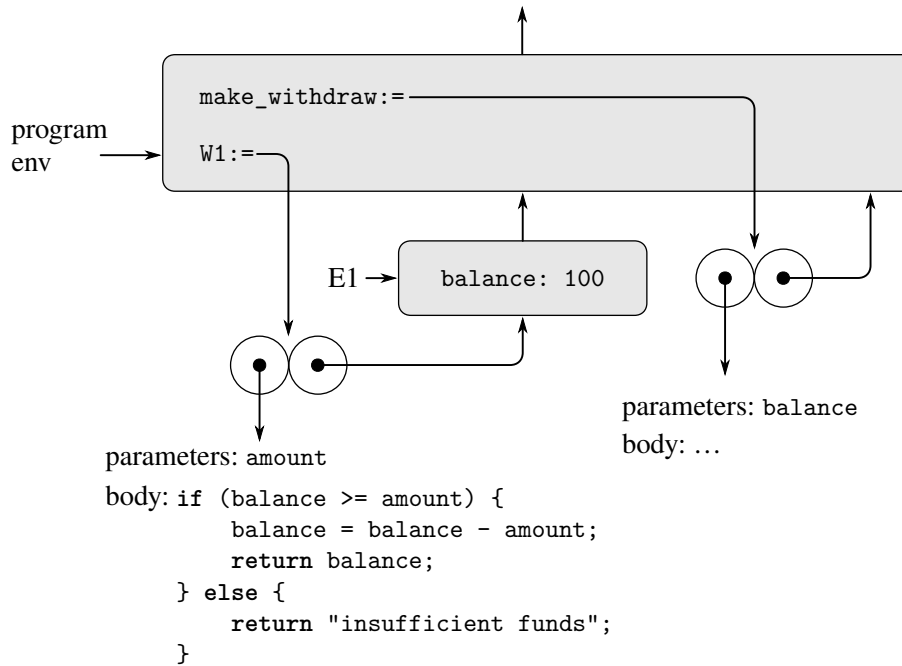 make_withdraw:=
program
env
W1:=
E1
balance: 100
parameters: balance
body: …
parameters: amount
body: if (balance >= amount) {
balance = balance - amount;
return balance;
} else {
return "insufficient funds";
}